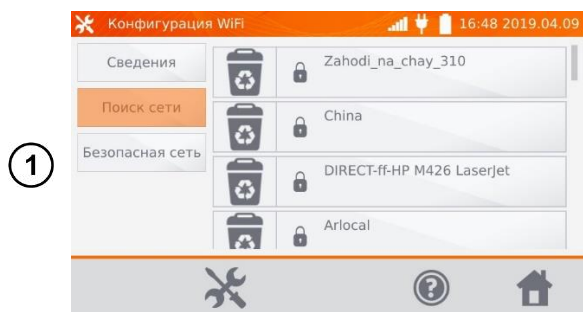 Конфигурация WiFi
16:48 2019.04.09
Сведения
Поиск сети
Безопасная сеть
Zahodi_na_chay_310
China
DIRECT-ff-HP M426 LaserJet
Arlocal
1
?